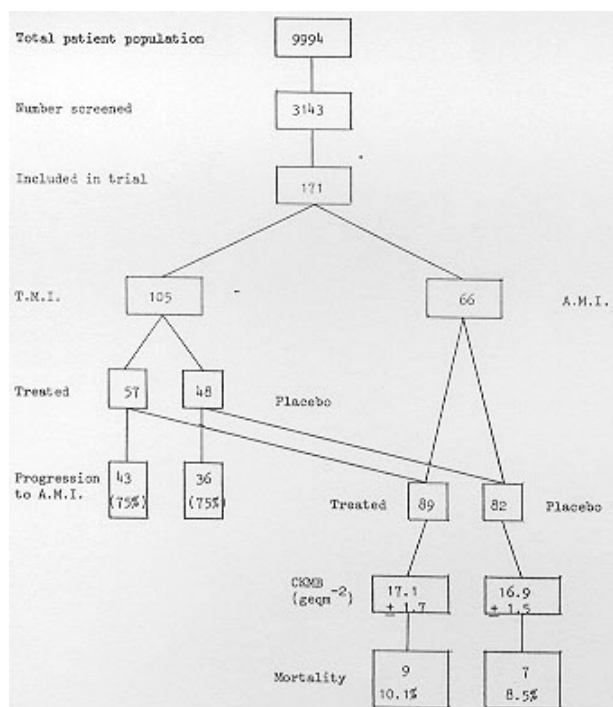 Total patient population
9994
Number screened
3143
Included in trial
171
T.M.I.
105
66
A.M.I.
Treated
57
48
Placebo
Progression
to A.M.I.
43
(75%)
36
(75%)
Treated
89
82
Placebo
CKMB
(geqm⁻²)
17.1
± 1.7
16.9
± 1.5
Mortality
9
10.1%
7
8.5%